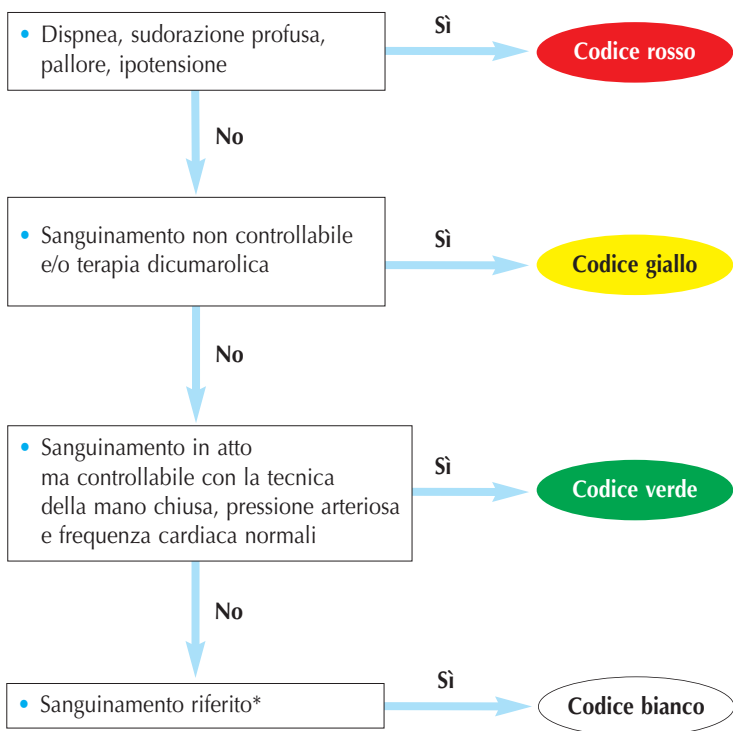 • Dispnea, sudorazione profusa,
pallore, ipotensione
Sì
Codice rosso
No
• Sanguinamento non controllabile
e/o terapia dicumarolica
Sì
Codice giallo
No
• Sanguinamento in atto
ma controllabile con la tecnica
della mano chiusa, pressione arteriosa
e frequenza cardiaca normali
Sì
Codice verde
No
• Sanguinamento riferito*
Sì
Codice bianco